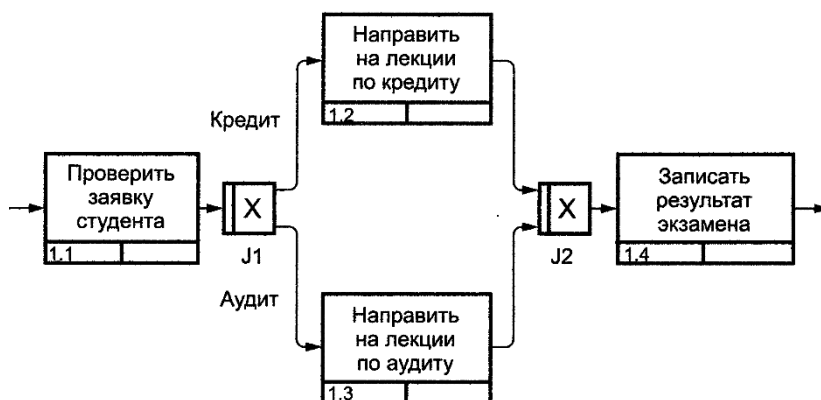 Направить
на лекции
по кредиту
1.2
Кредит
Проверить
заявку
студента
1.1
X
J1
X
J2
Записать
результат
экзамена
1.4
Аудит
Направить
на лекции
по аудиту
1.3